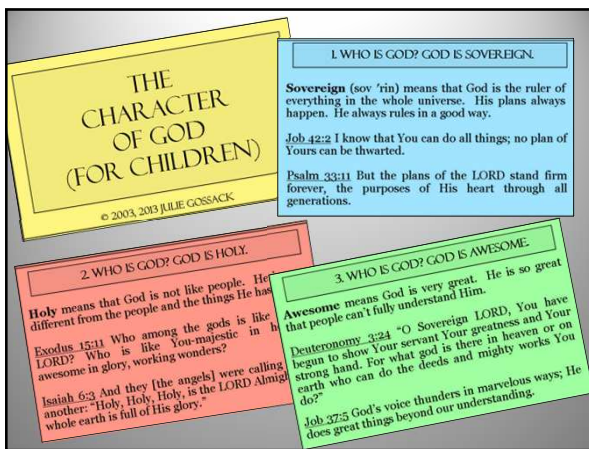 THE
CHARACTER
OF GOD
(FOR CHILDREN)
© 2003, 2013 JULIE GOSSACK
1. WHO IS GOD? GOD IS SOVEREIGN.
Sovereign (sov 'rin) means that God is the ruler of
everything in the whole universe. His plans always
happen. He always rules in a good way.
Job 42:2 I know that You can do all things; no plan of
Yours can be thwarted.
Psalm 33:11 But the plans of the LORD stand firm
forever, the purposes of His heart through all
generations.
2. WHO IS GOD? GOD IS HOLY.
Holy means that God is not like people. He
different from the people and the things He has
Exodus 15:11 Who among the gods is like
LORD? Who is like You-majestic in
awesome in glory, working wonders?
Isaiah 6:3 And they [the angels] were calling
another: "Holy, Holy, Holy, is the LORD
whole earth is full of His glory."
3. WHO IS GOD? GOD IS AWESOME.
Awesome means God is very great. He is so great
that people can't fully understand Him.
Deuteronomy 3:24 "O Sovereign LORD, You have
begun to show Your servant Your greatness and Your
strong hand. For what god is there in heaven or on
earth who can do the deeds and mighty works You
do?"
Job 37:5 God's voice thunders in marvelous ways; He
does great things beyond our understanding.